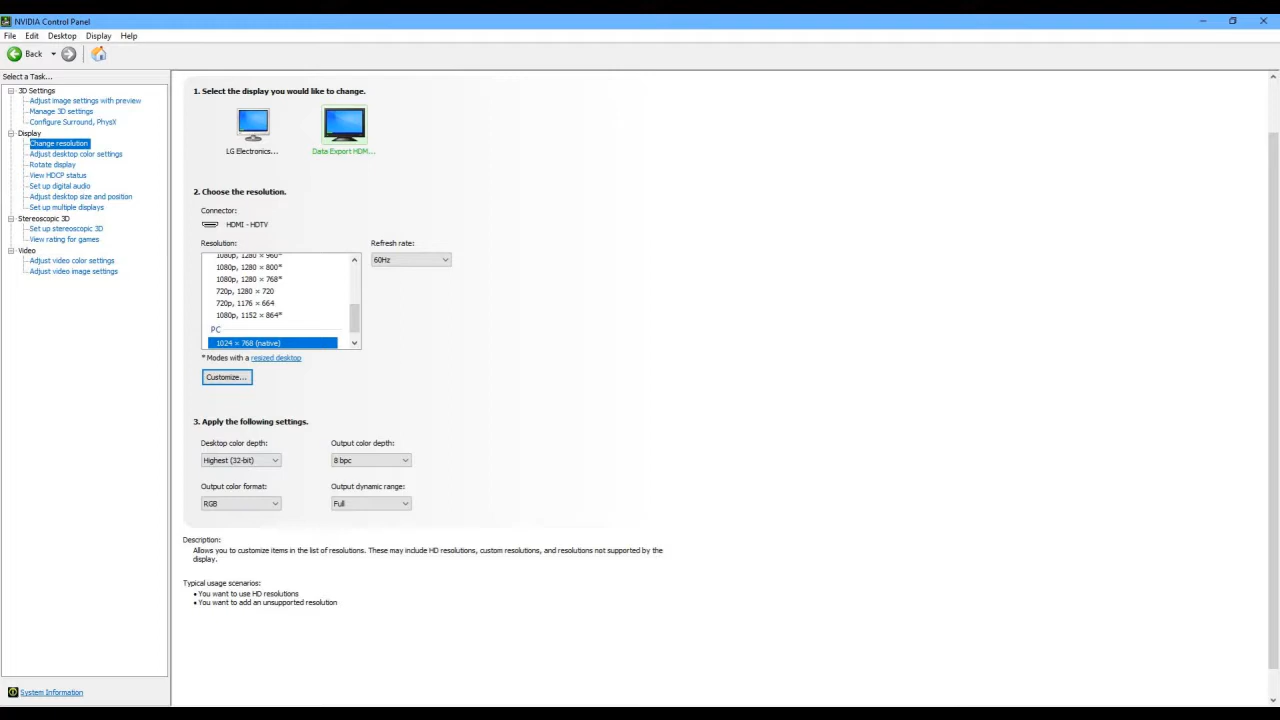 NVIDIA Control Panel
File Edit Desktop Display Help
Back
Select a Task...
3D Settings
Adjust image settings with preview
Manage 3D settings
Configure Surround, PhysX
Display
Change resolution
Adjust desktop color settings
Rotate display
View HDCP status
Set up digital audio
Adjust desktop size and position
Set up multiple displays
Stereoscopic 3D
Set up stereoscopic 3D
View rating for games
Video
Adjust video color settings
Adjust video image settings
System Information
1. Select the display you would like to change.
LG Electronics... Data Export HDM...
2. Choose the resolution.
Connector:
HDMI - HDTV
Resolution: Refresh rate:
60Hz
1080p, 1280 × 960*
1080p, 1280 × 800*
1080p, 1280 × 768*
720p, 1280 × 720
720p, 1176 × 664
1080p, 1152 × 864*
PC
1024 × 768 (native)
* Modes with a resized desktop
Customize...
3. Apply the following settings.
Desktop color depth: Output color depth:
Highest (32-bit) 8 bpc
Output color format: Output dynamic range:
RGB Full
Description:
Allows you to customize items in the list of resolutions. These may include HD resolutions, custom resolutions, and resolutions not supported by the
display.
Typical usage scenarios:
• You want to use HD resolutions
• You want to add an unsupported resolution